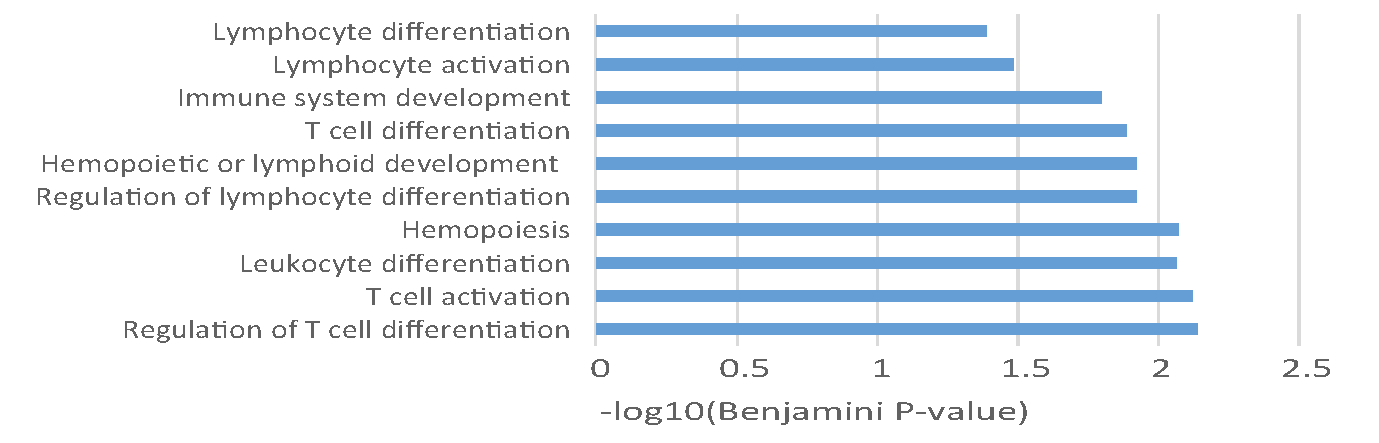 Lymphocyte differentiation
Lymphocyte activation
Immune system development
T cell differentiation
Hemopoietic or lymphoid development
Regulation of lymphocyte differentiation
Hemopoiesis
Leukocyte differentiation
T cell activation
Regulation of T cell differentiation
0 0.5 1 1.5 2 2.5
-log10(Benjamini P-value)